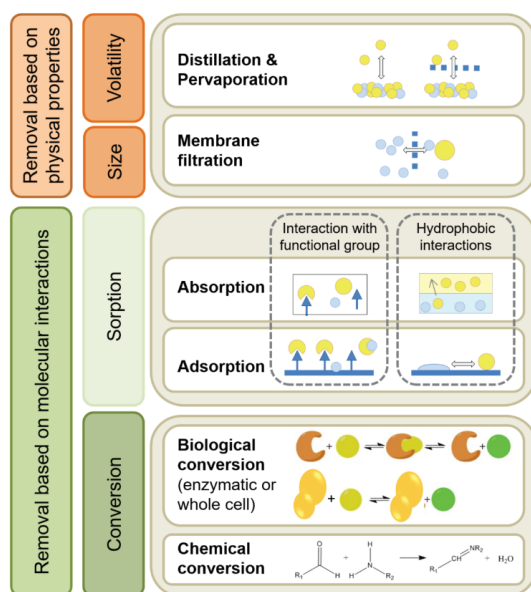 Removal based on
physical properties
Volatility
Size
Distillation &
Pervaporation
Membrane
filtration
Removal based on molecular interactions
Sorption
Conversion
Interaction with
functional group
Hydrophobic
interactions
Absorption
Adsorption
Biological
conversion
(enzymatic or
whole cell)
+
+
+
+
Chemical
conversion
O
R1
H
+
H
N
H
R2
CH
NR2
R1
+
H2O